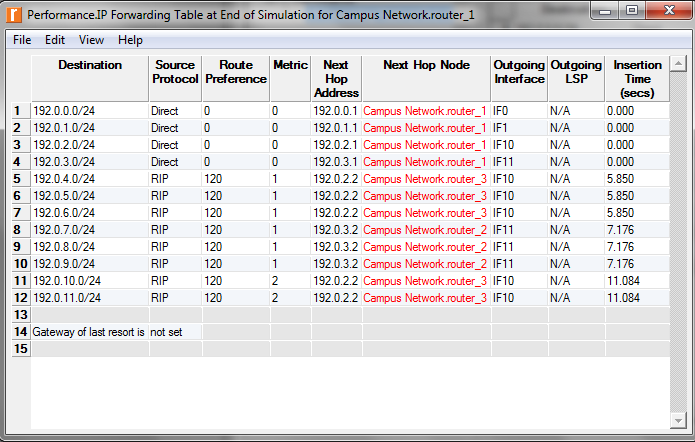 Performance.IP Forwarding Table at End of Simulation for Campus Network.router_1
File Edit View Help
Destination Source Protocol Route Preference Metric Next Hop Address Next Hop Node Outgoing Interface Outgoing LSP Insertion Time (secs)
1 192.0.0.0/24 Direct 0 0 192.0.0.1 Campus Network.router_1 IF0 N/A 0.000
2 192.0.1.0/24 Direct 0 0 192.0.1.1 Campus Network.router_1 IF1 N/A 0.000
3 192.0.2.0/24 Direct 0 0 192.0.2.1 Campus Network.router_1 IF10 N/A 0.000
4 192.0.3.0/24 Direct 0 0 192.0.3.1 Campus Network.router_1 IF11 N/A 0.000
5 192.0.4.0/24 RIP 120 1 192.0.2.2 Campus Network.router_3 IF10 N/A 5.850
6 192.0.5.0/24 RIP 120 1 192.0.2.2 Campus Network.router_3 IF10 N/A 5.850
7 192.0.6.0/24 RIP 120 1 192.0.2.2 Campus Network.router_3 IF10 N/A 5.850
8 192.0.7.0/24 RIP 120 1 192.0.3.2 Campus Network.router_2 IF11 N/A 7.176
9 192.0.8.0/24 RIP 120 1 192.0.3.2 Campus Network.router_2 IF11 N/A 7.176
10 192.0.9.0/24 RIP 120 1 192.0.3.2 Campus Network.router_2 IF11 N/A 7.176
11 192.0.10.0/24 RIP 120 2 192.0.2.2 Campus Network.router_3 IF10 N/A 11.084
12 192.0.11.0/24 RIP 120 2 192.0.2.2 Campus Network.router_3 IF10 N/A 11.084
13
14 Gateway of last resort is not set
15